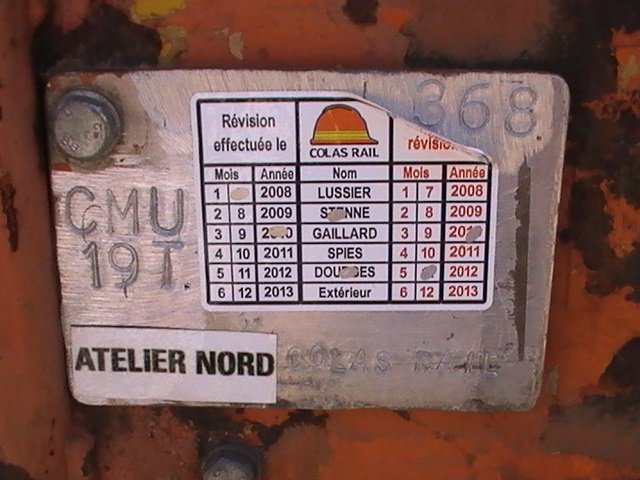 368
Révision
effectuée le
COLAS RAIL
Mois Année Nom Mois Année
1 2008 LUSSIER 1 7 2008
2 8 2009 2 8 2009
3 9 GAILLARD 3 9
4 10 2011 SPIES 4 10 2011
5 11 2012 5 2012
6 12 2013 Extérieur 6 12 2013
CMU
19T
ATELIER NORD
COLAS RAIL